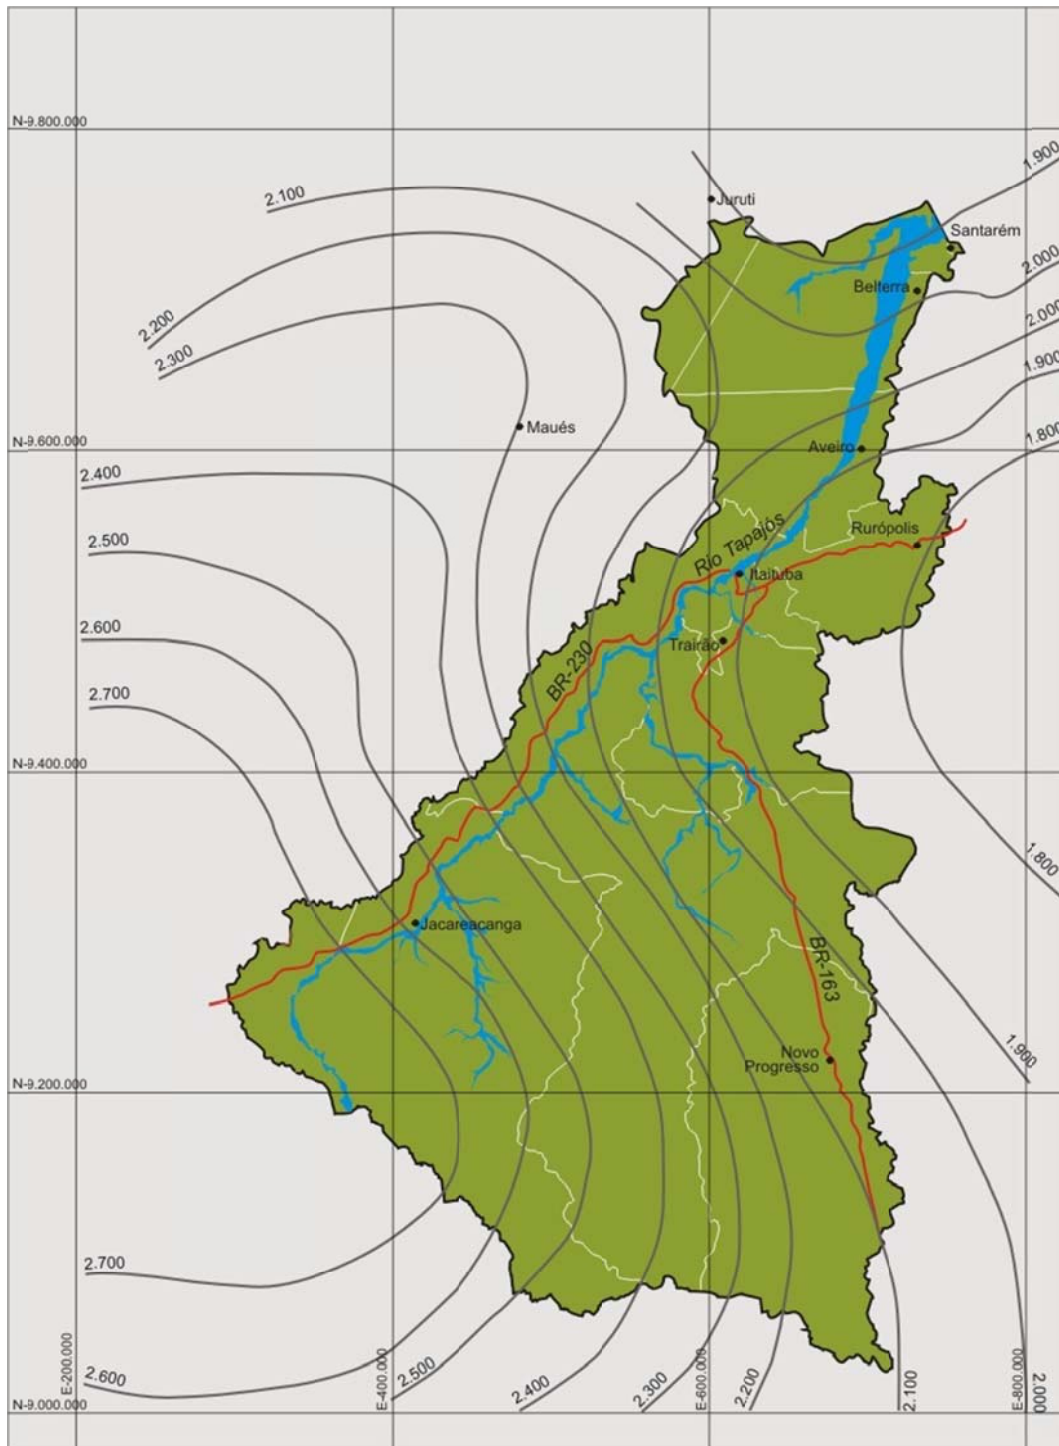 N-9.800.000
1.900
2.100
Juruti
Santarém
2.000
Belterra
2.000
2.200
2.300
1.900
Maués
N-9.600.000
Aveiro
1.800
2.400
Rio Tapajós
Rurópolis
2.500
Itaituba
2.600
Trairão
BR-230
2.700
N-9.400.000
1.800
Jacareacanga
BR-163
1.900
Novo
Progresso
N-9.200.000
2.700
2.600
2.500
2.400
2.300
2.200
2.100
2.000
E-200.000
E-400.000
E-600.000
E-800.000
N-9.000.000